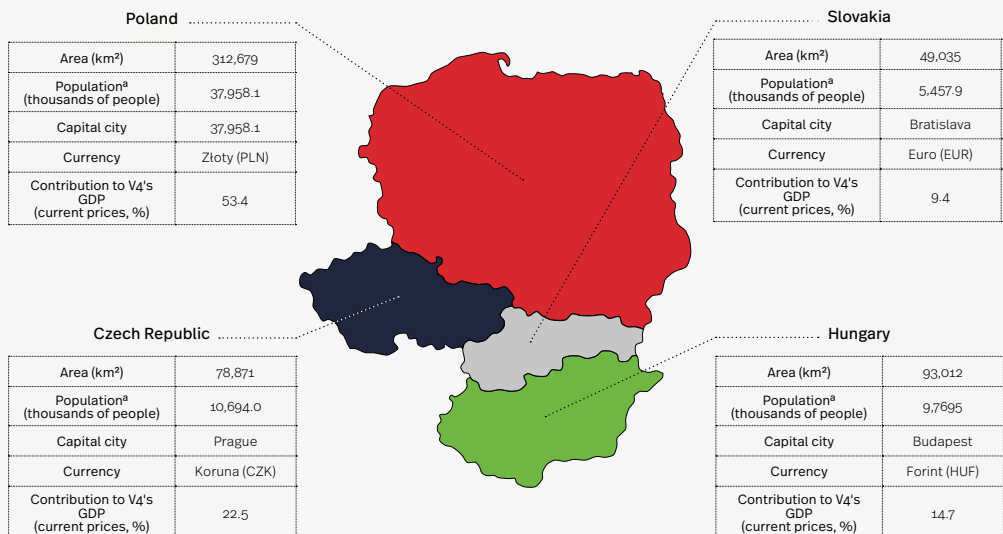 Poland
Area (km²) 312,679
Populationª
(thousands of people) 37,958.1
Capital city 37,958.1
Currency Złoty (PLN)
Contribution to V4's
GDP
(current prices, %) 53.4
Slovakia
Area (km²) 49,035
Populationª
(thousands of people) 5,457.9
Capital city Bratislava
Currency Euro (EUR)
Contribution to V4's
GDP
(current prices, %) 9.4
Czech Republic
Area (km²) 78,871
Populationª
(thousands of people) 10,694.0
Capital city Prague
Currency Koruna (CZK)
Contribution to V4's
GDP
(current prices, %) 22.5
Hungary
Area (km²) 93,012
Populationª
(thousands of people) 9,7695
Capital city Budapest
Currency Forint (HUF)
Contribution to V4's
GDP
(current prices, %) 14.7